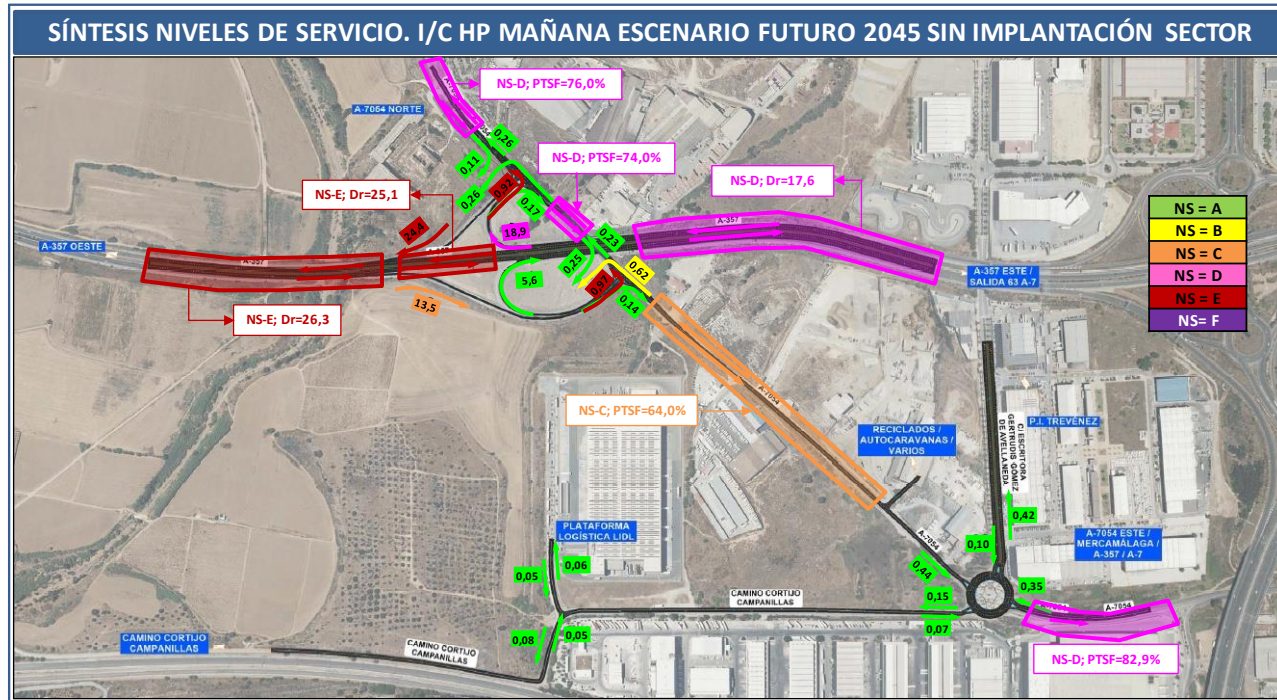 SÍNTESIS NIVELES DE SERVICIO. I/C HP MAÑANA ESCENARIO FUTURO 2045 SIN IMPLANTACIÓN SECTOR
NS-D; PTSF=76,0%
A-7054 NORTE
0,26
0,11
NS-D; PTSF=74,0%
NS-D; Dr=17,6
NS-E; Dr=25,1
0,26
0,92
0,17
NS = A
NS = B
NS = C
NS = D
NS = E
NS= F
24,4
18,9
0,23
A-357
A-357 OESTE
A-357
0,25
0,62
A-357 ESTE /
SALIDA 63 A-7
5,6
0,97
0,14
13,5
NS-E; Dr=26,3
A-7054
NS-C; PTSF=64,0%
RECICLADOS /
AUTOCARAVANAS /
VARIOS
P.I. TREVÉNEZ
C/ ESCRITORA
GERTRUDIS GÓMEZ
DE AVELLANEDA
0,42
PLATAFORMA
LOGÍSTICA LIDL
A-7054
0,10
A-7054 ESTE /
MERCAMÁLAGA /
A-357 / A-7
0,06
0,05
0,44
0,35
0,15
CAMINO CORTIJO
CAMPANILLAS
A-7054
0,07
0,08
0,05
CAMINO CORTIJO
CAMPANILLAS
CAMINO CORTIJO
CAMPANILLAS
NS-D; PTSF=82,9%